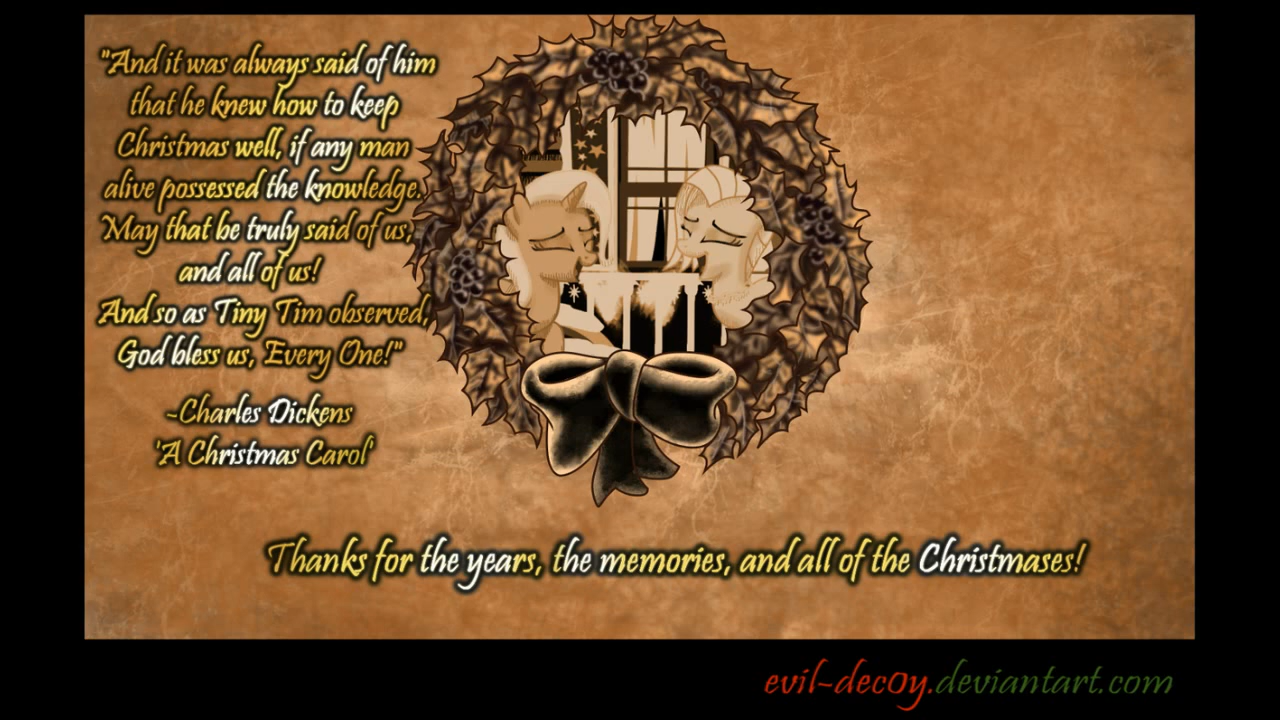 "And it was always said of him
that he knew how to keep
Christmas well, if any man
alive possessed the knowledge.
May that be truly said of us,
and all of us!
And so as Tiny Tim observed,
God bless us, Every One!"
~Charles Dickens
'A Christmas Carol'
Thanks for the years, the memories, and all of the Christmases!
evil-decoy.deviantart.com